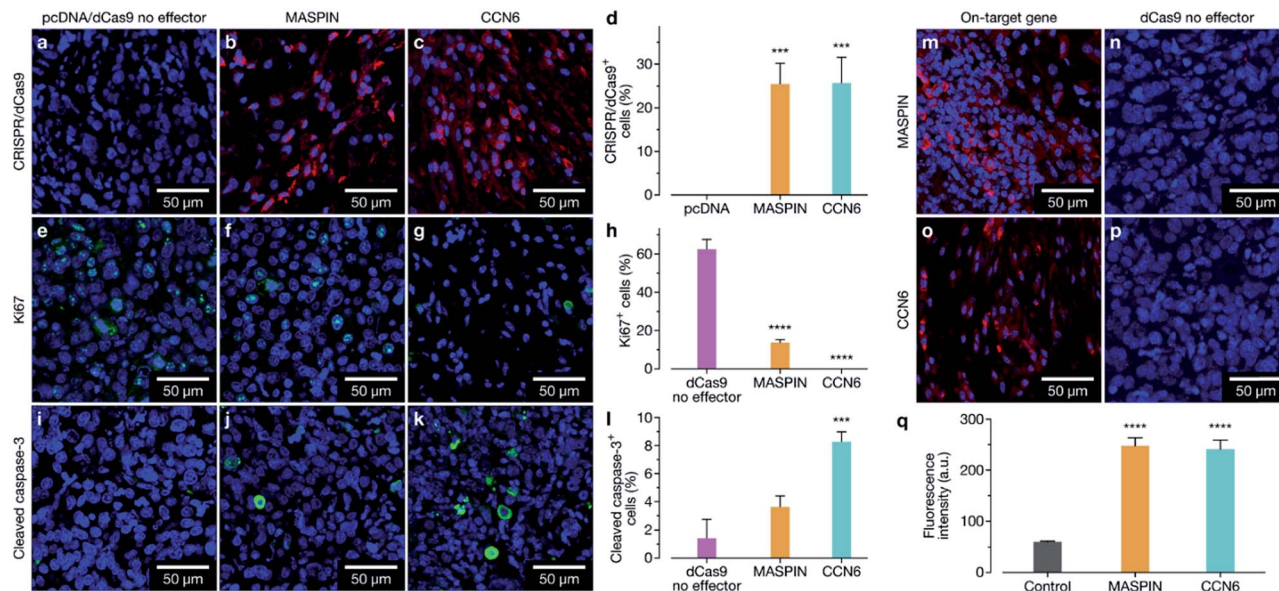 pcDNA/dCas9 no effector
MASPIN
CCN6
CRISPR/dCas9
a
50 μm
b
50 μm
c
50 μm
d
CRISPR/dCas9+
cells (%)
30
20
10
0
***
***
pcDNA
MASPIN
CCN6
Ki67
e
50 μm
f
50 μm
g
50 μm
h
Ki67+ cells (%)
60
40
20
10
0
****
****
dCas9
no effector
MASPIN
CCN6
Cleaved caspase-3
i
50 μm
j
50 μm
k
50 μm
l
Cleaved caspase-3+
cells (%)
10
8
6
4
2
0
***
dCas9
no effector
MASPIN
CCN6
On-target gene
dCas9 no effector
MASPIN
m
50 μm
n
50 μm
CCN6
o
50 μm
p
50 μm
q
Fluorescence
intensity (a.u.)
300
250
100
50
0
****
****
Control
MASPIN
CCN6